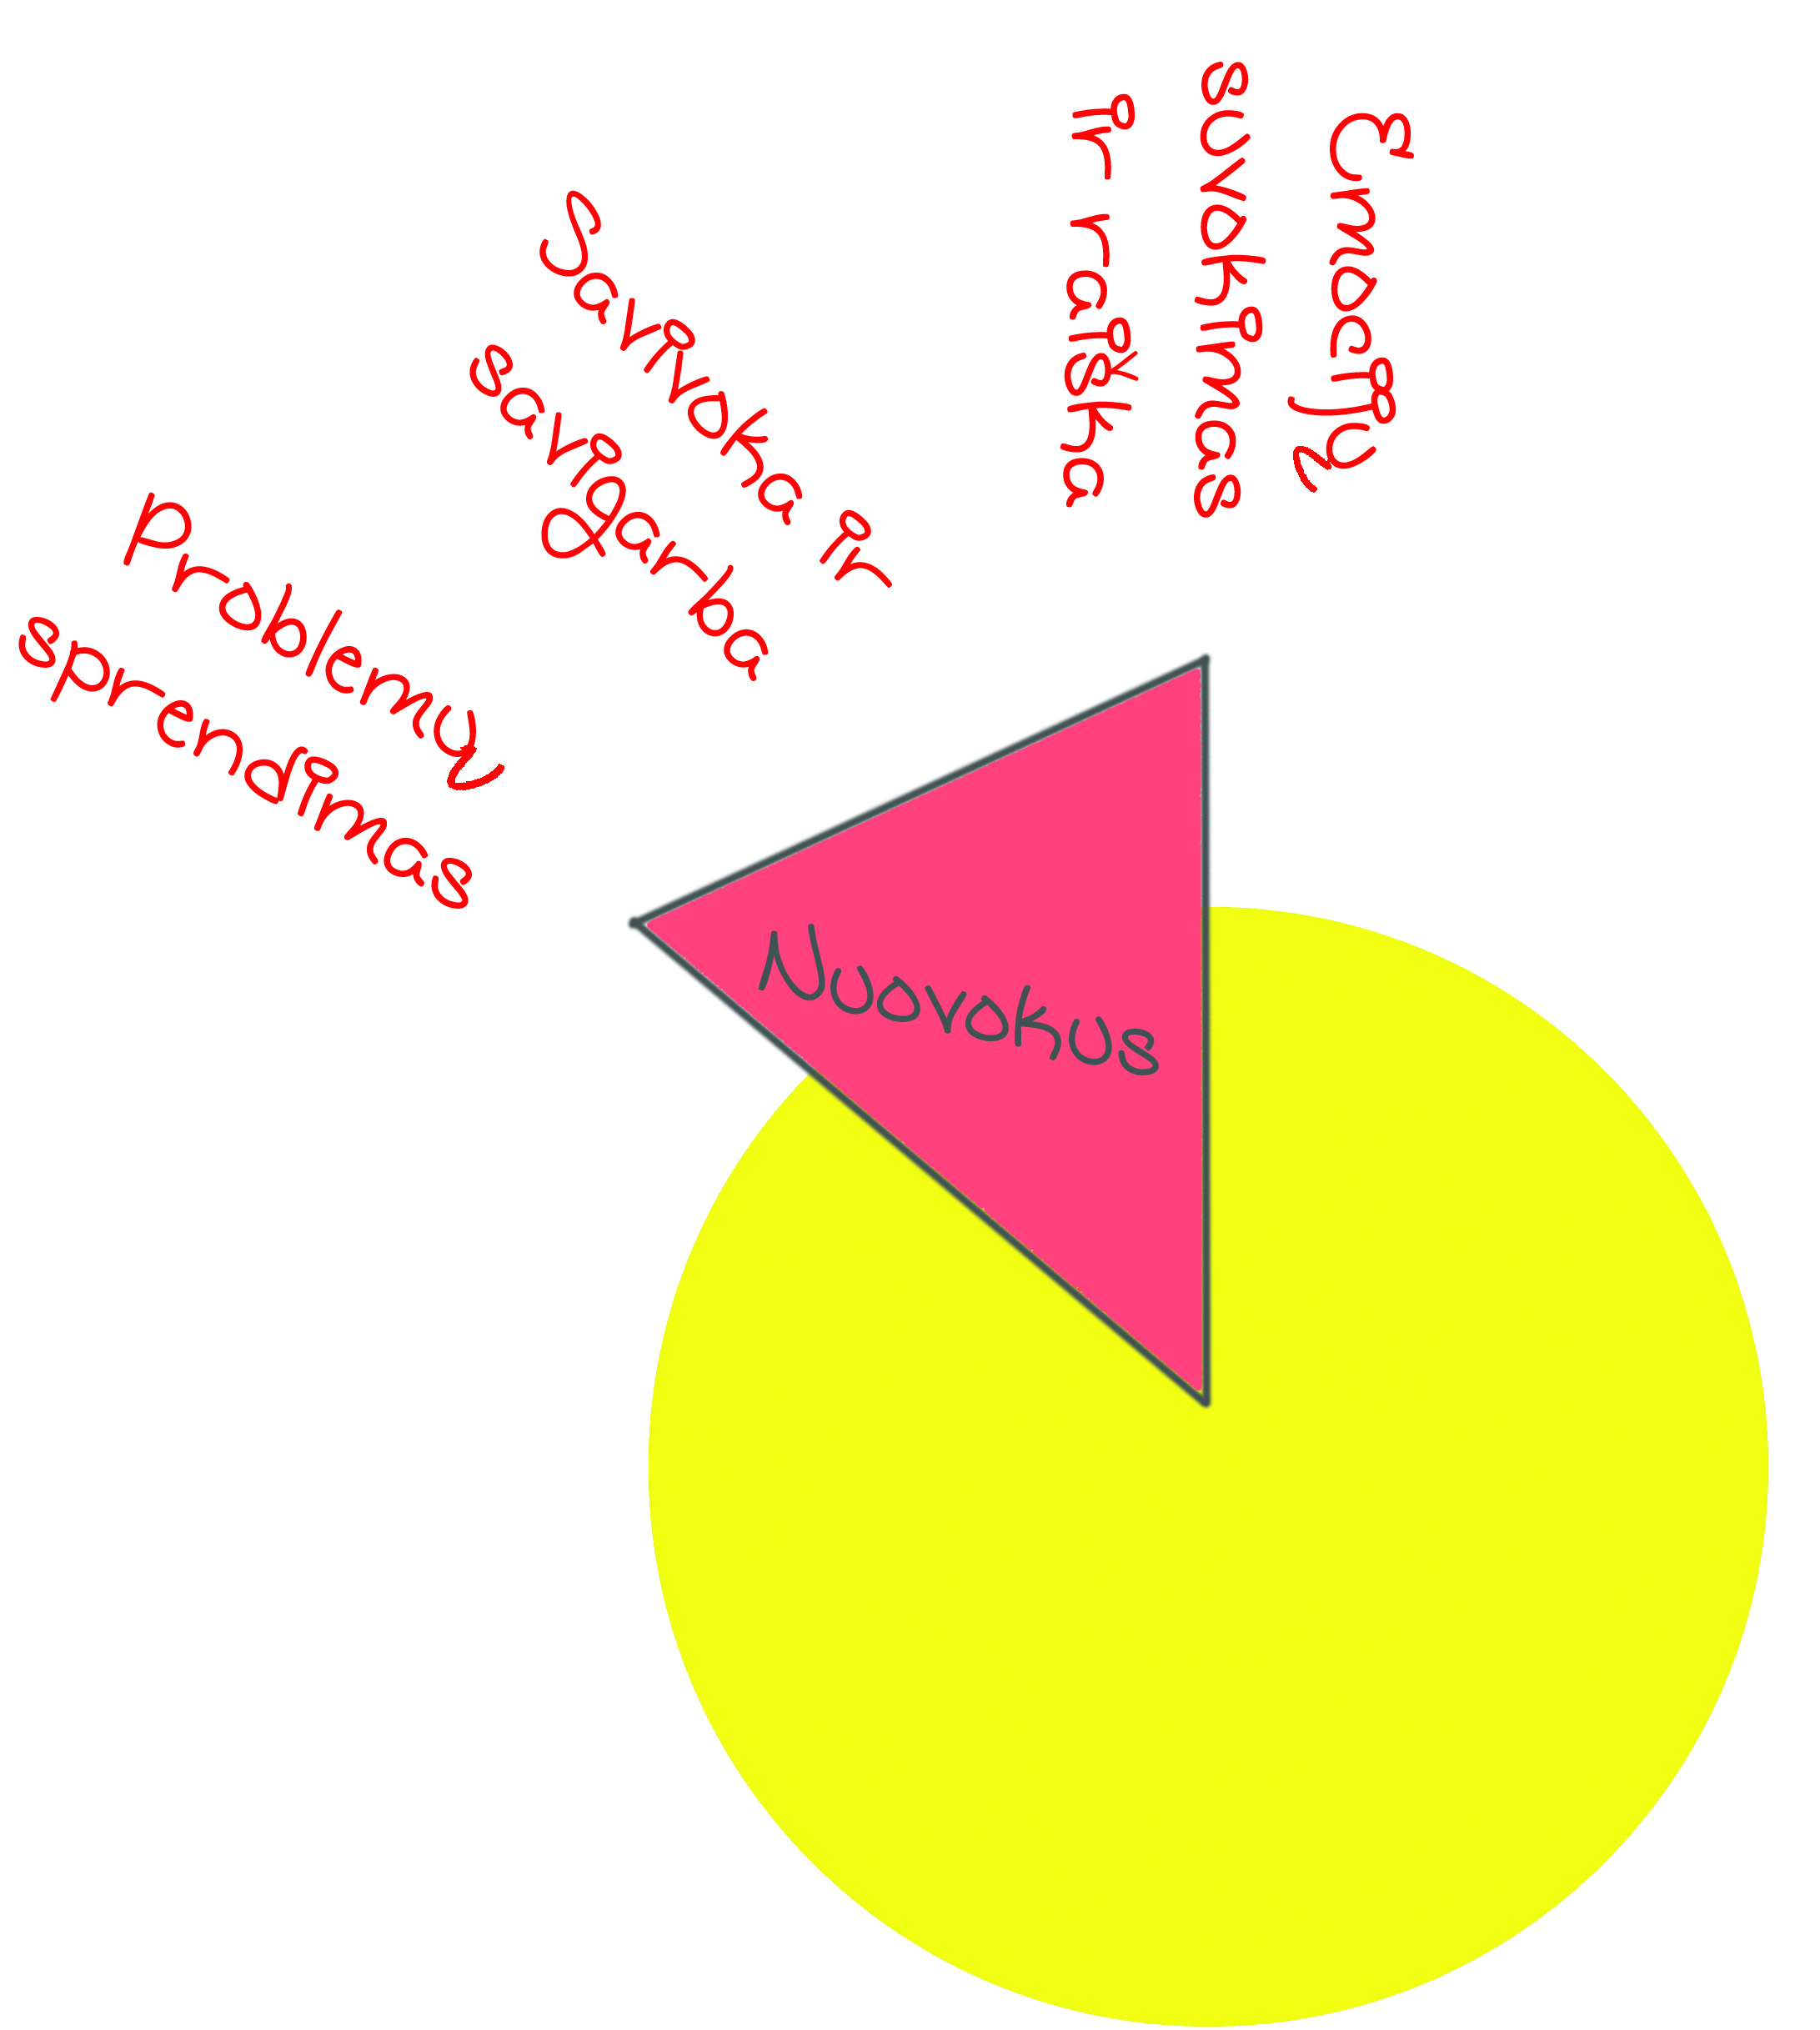 Problemų
sprendimas
Savivoka ir
savigarba
Emocijų
suvokimas
ir raiška
Nuovokus